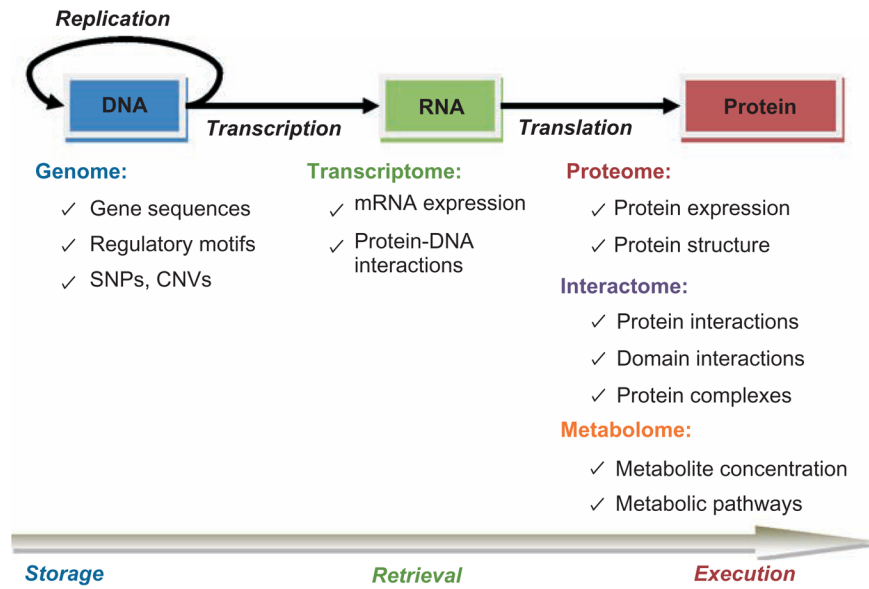 Replication
DNA
RNA
Protein
Transcription
Translation
Genome:
Gene sequences
Regulatory motifs
SNPs, CNVs
Transcriptome:
mRNA expression
Protein-DNA
interactions
Proteome:
Protein expression
Protein structure
Interactome:
Protein interactions
Domain interactions
Protein complexes
Metabolome:
Metabolite concentration
Metabolic pathways
Storage
Retrieval
Execution